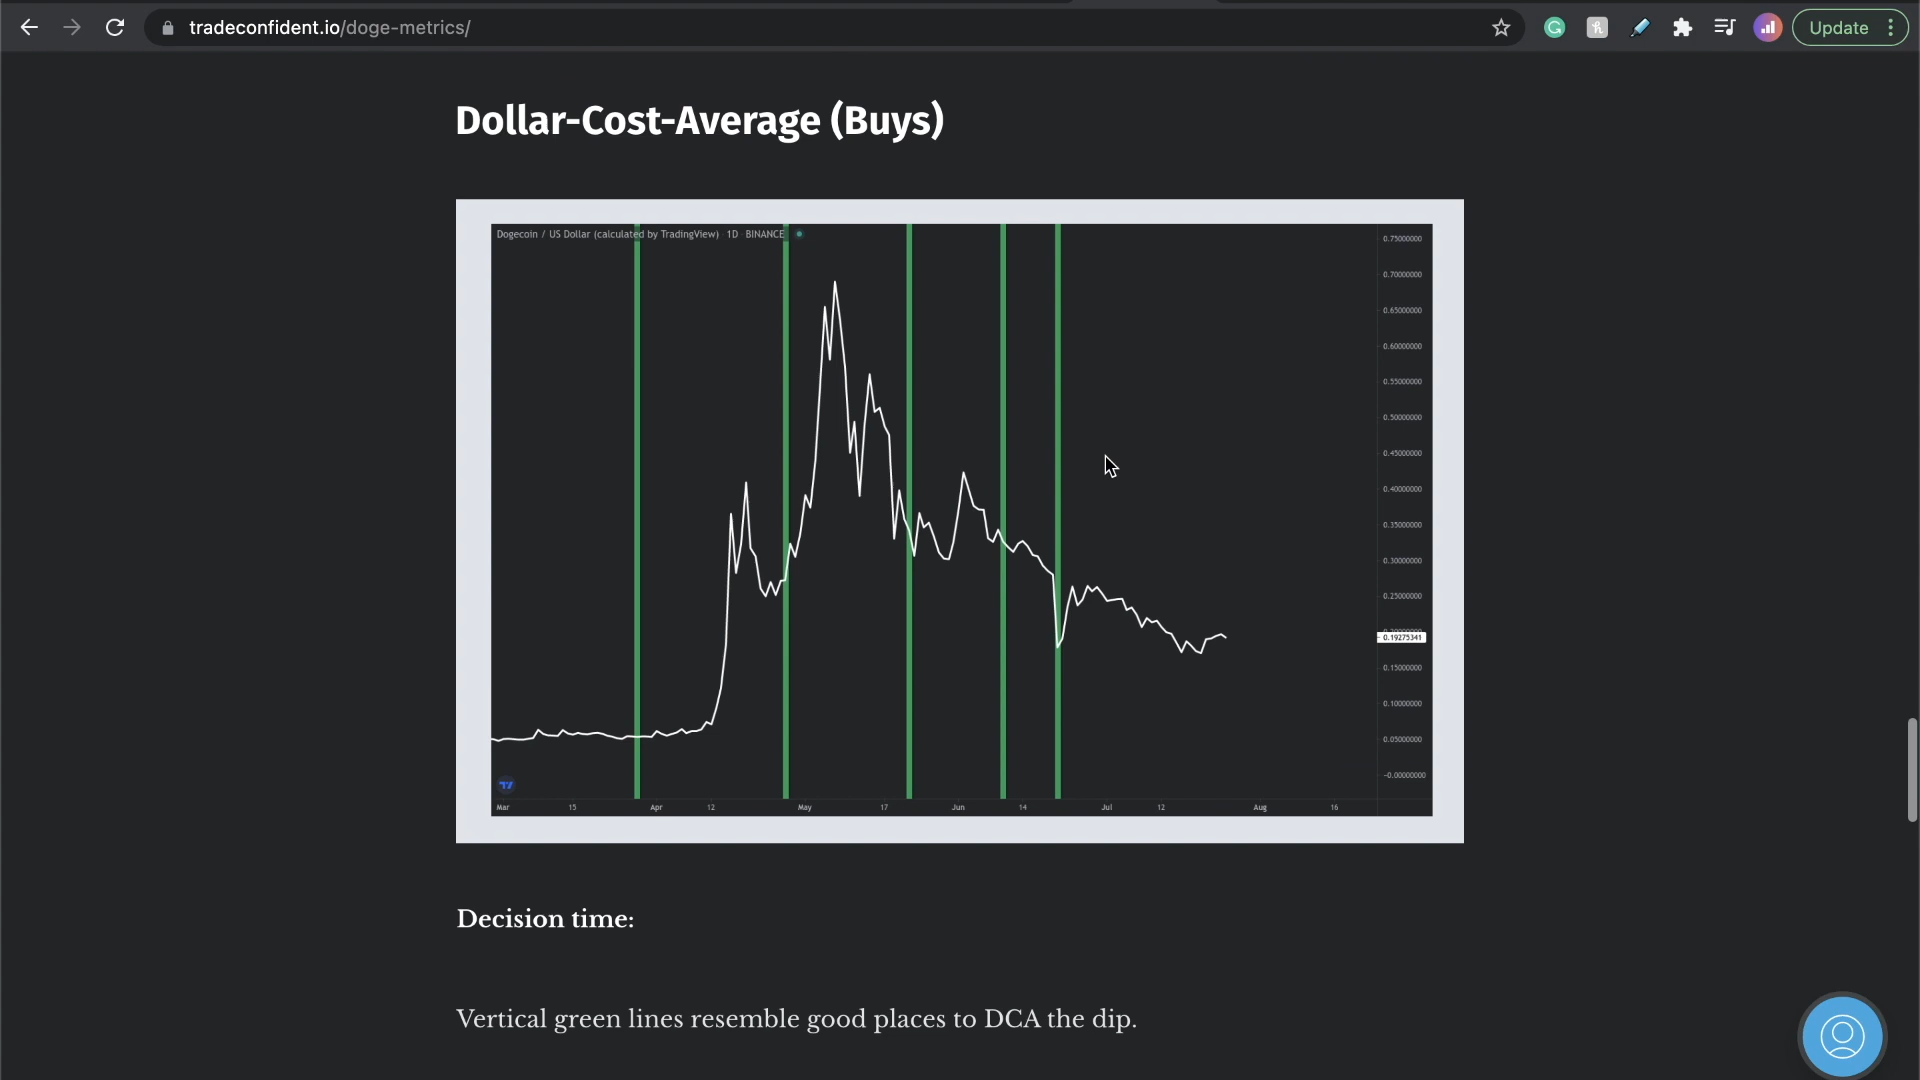 tradeconfident.io/doge-metrics/
Update
Dollar-Cost-Average (Buys)
Dogecoin / US Dollar (calculated by TradingView) 1D BINANCE
0.75000000
0.70000000
0.65000000
0.60000000
0.55000000
0.50000000
0.45000000
0.40000000
0.35000000
0.30000000
0.25000000
0.19275341
0.15000000
0.10000000
0.05000000
-0.00000000
Mar 15 Apr 12 May 17 Jun 14 Jul 12 Aug 16
Decision time:
Vertical green lines resemble good places to DCA the dip.